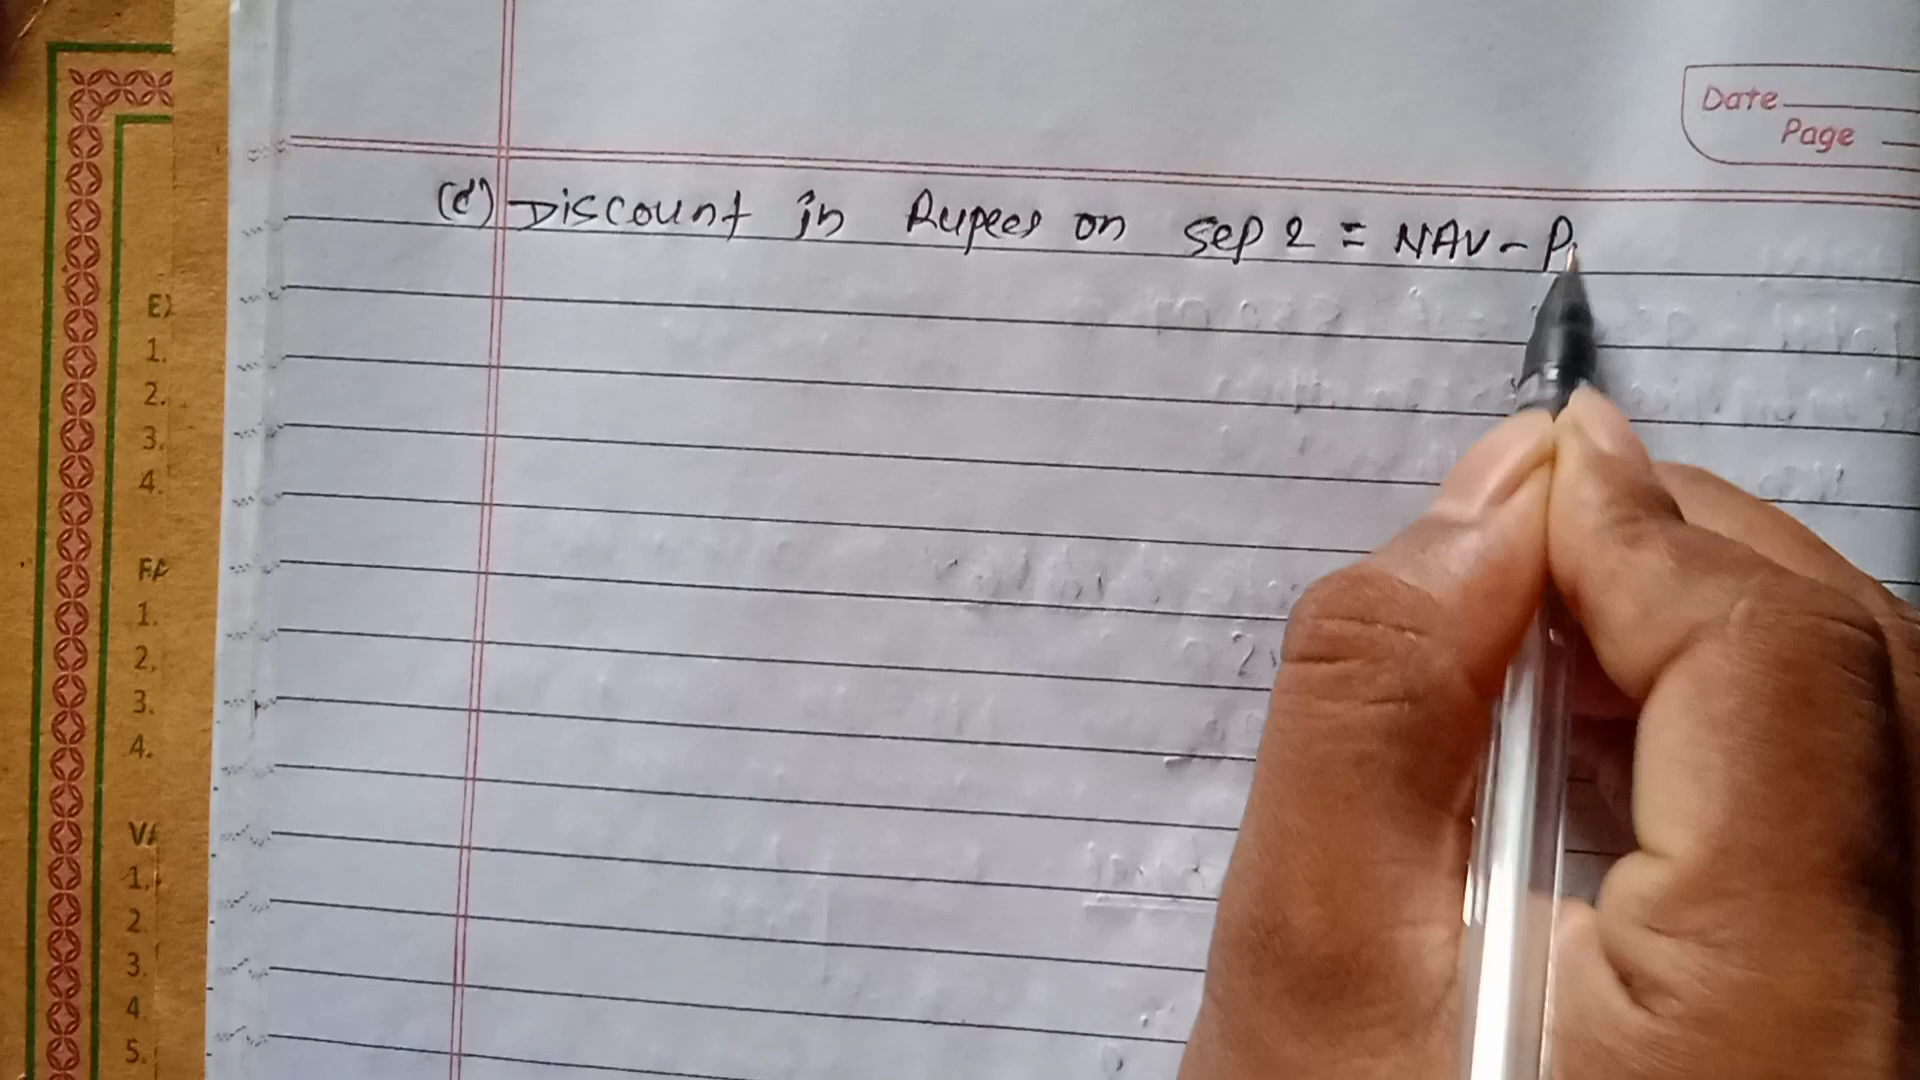 Date
Page
(d) Discount in Rupees on Sep 2 = NAV - P
E
1.
2.
3.
4.
FA
1.
2.
3.
4.
V
1.
2
3.
4.
5.